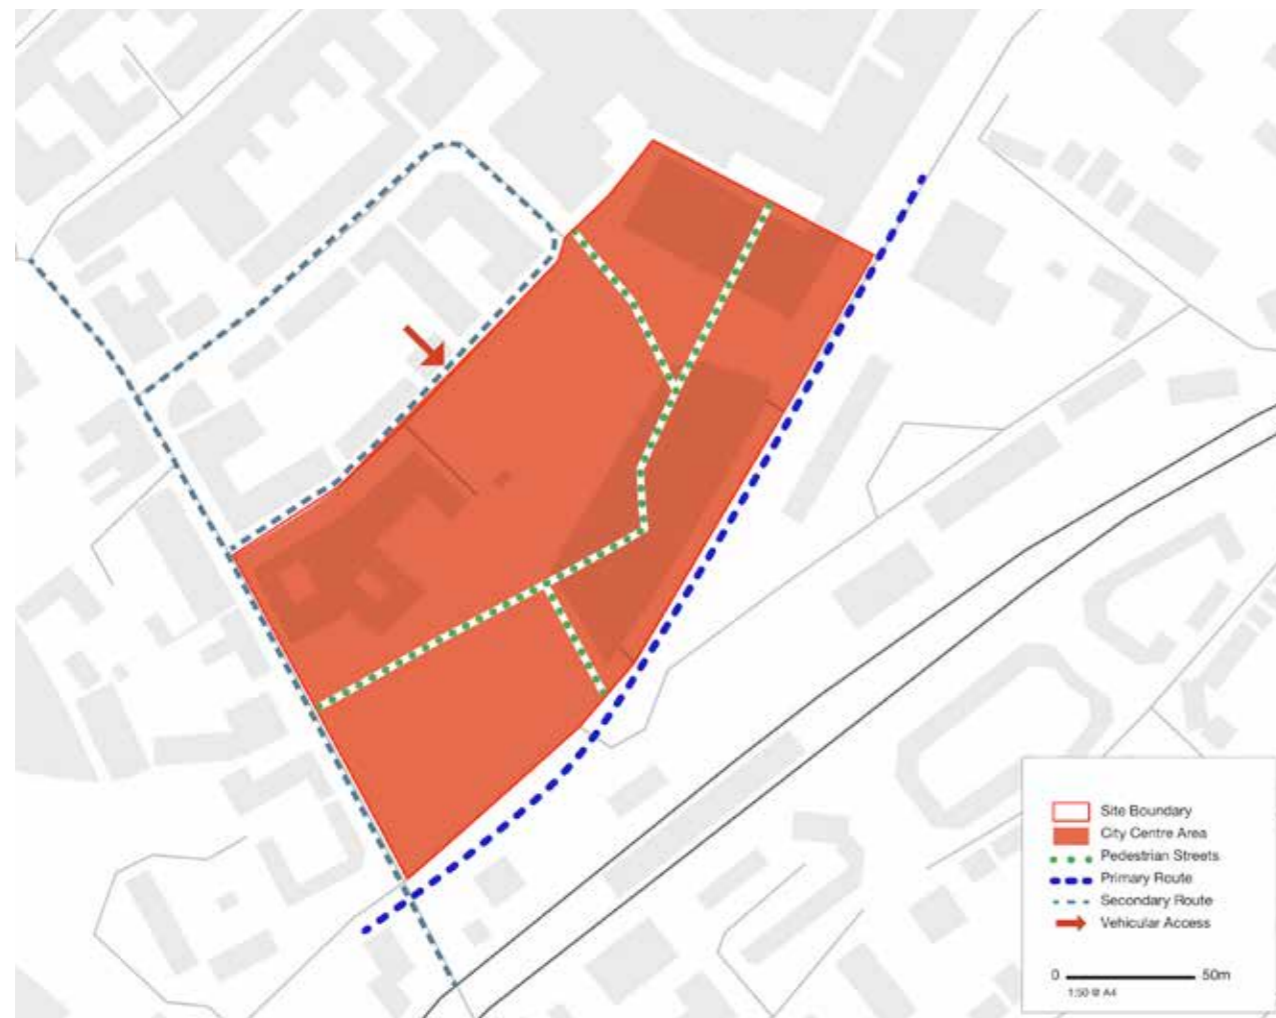 Site Boundary
City Centre Area
Pedestrian Streets
Primary Route
Secondary Route
Vehicular Access
0 50m
1:50 @ A4